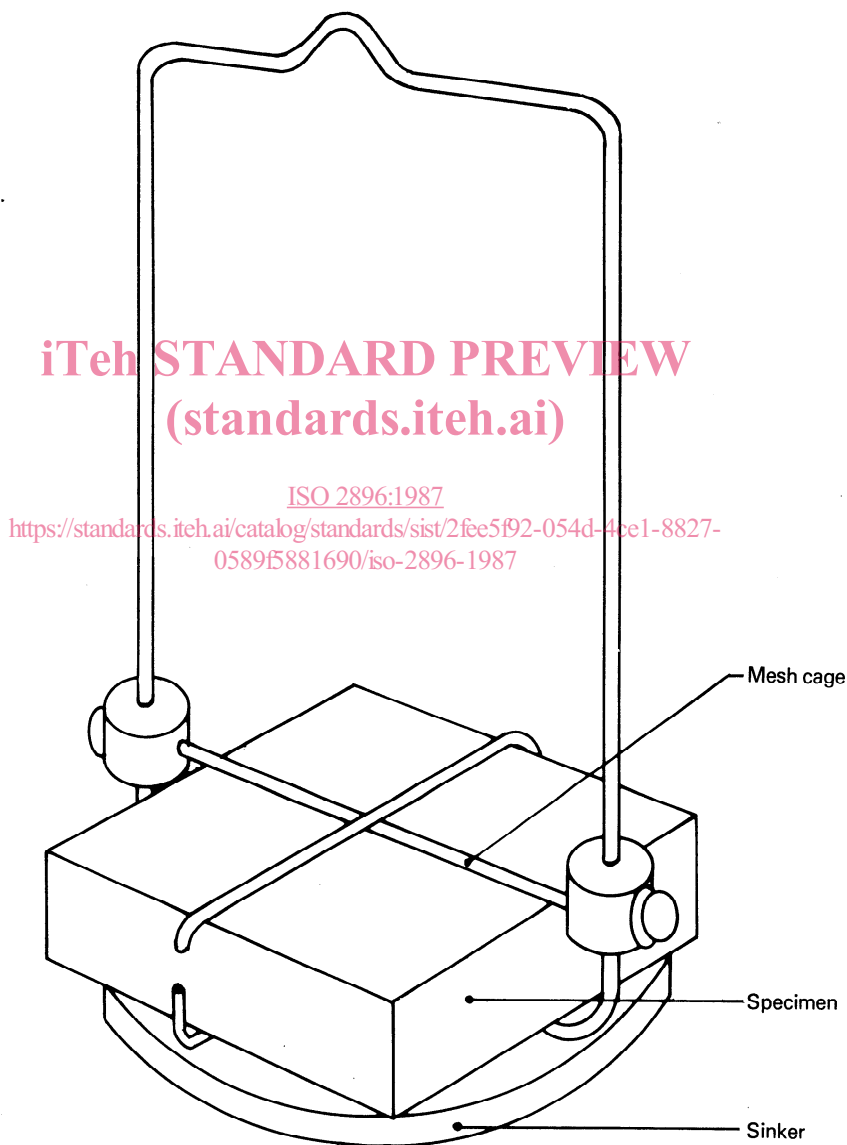 iTeh STANDARD PREVIEW
(standards.iteh.ai)
ISO 2896:1987
https://standards.iteh.ai/catalog/standards/sist/2fee5f92-054d-4ce1-8827-
0589f5881690/iso-2896-1987
Mesh cage
Specimen
Sinker